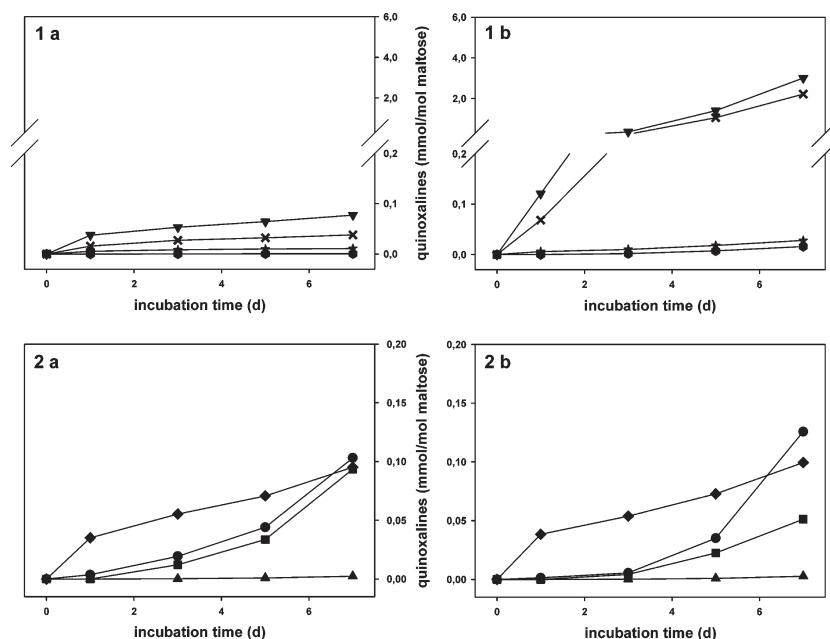 1 a
6,0
4,0
2,0
0,2
0,1
0,0
0 2 4 6
incubation time (d)
quinoxalines (mmol/mol maltose)
1 b
6,0
4,0
2,0
0,2
0,1
0,0
0 2 4 6
incubation time (d)
2 a
0,20
0,15
0,10
0,05
0,00
0 2 4 6
incubation time (d)
quinoxalines (mmol/mol maltose)
2 b
0,20
0,15
0,10
0,05
0,00
0 2 4 6
incubation time (d)